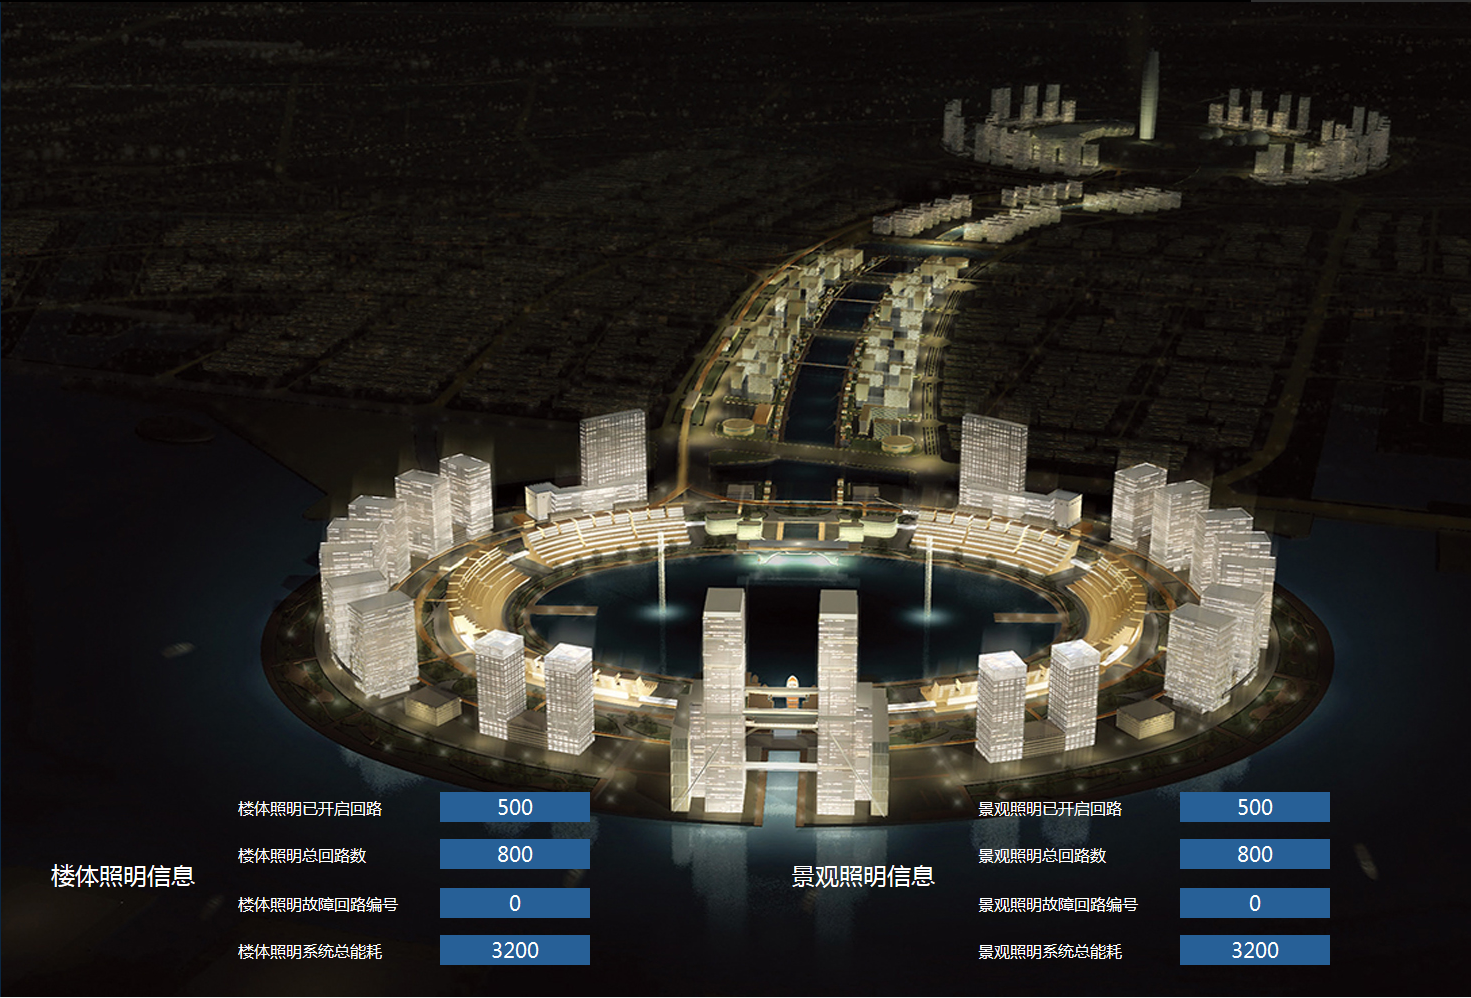 楼体照明信息
楼体照明已开启回路 500
楼体照明总回路数 800
楼体照明故障回路编号 0
楼体照明系统总能耗 3200
景观照明信息
景观照明已开启回路 500
景观照明总回路数 800
景观照明故障回路编号 0
景观照明系统总能耗 3200